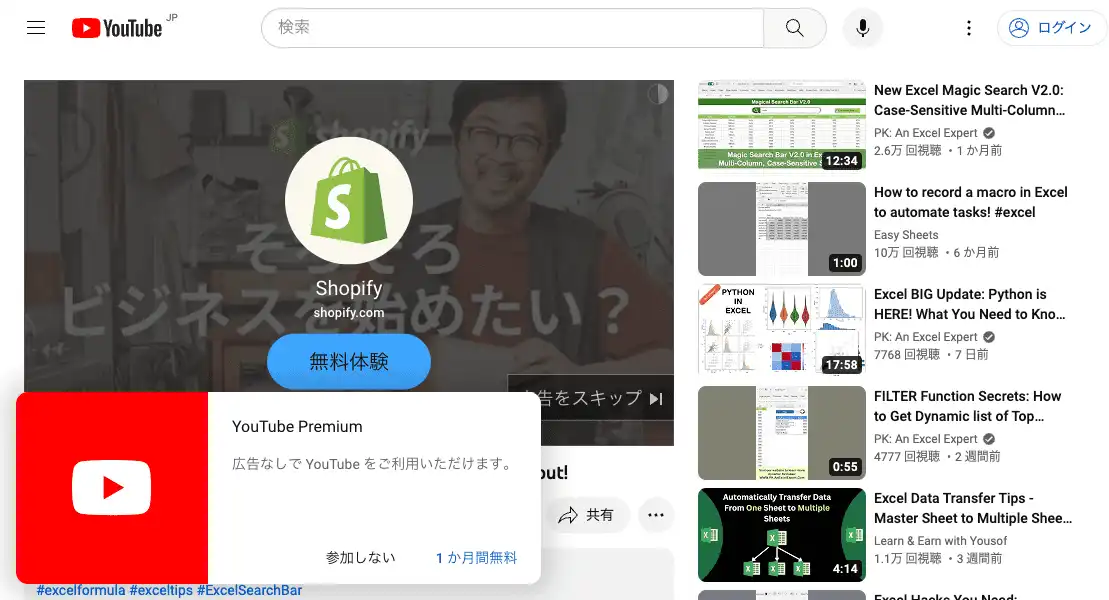 YouTube JP
検索
ログイン
shopify
そろそろ
ビジネスを始めたい？
Shopify
shopify.com
無料体験
告をスキップ
YouTube Premium
広告なしで YouTube をご利用いただけます。
参加しない
1 か月間無料
out!
共有
#excelformula #exceltips #ExcelSearchBar
Magical Search Bar V2.0
Magic Search Bar V2.0 in Ex
Multi-Column, Case-Sensitive S
12:34
New Excel Magic Search V2.0:
Case-Sensitive Multi-Column...
PK: An Excel Expert
2.6万 回視聴 ・1 か月前
1:00
How to record a macro in Excel
to automate tasks! #excel
Easy Sheets
10万 回視聴 ・6 か月前
PYTHON
IN
EXCEL
17:58
Excel BIG Update: Python is
HERE! What You Need to Kno...
PK: An Excel Expert
7768 回視聴 ・7 日前
0:55
FILTER Function Secrets: How
to Get Dynamic list of Top...
PK: An Excel Expert
4777 回視聴 ・2 週間前
Automatically Transfer Data
From One Sheet to Multiple
Sheets
4:14
Excel Data Transfer Tips -
Master Sheet to Multiple Shee...
Learn & Earn with Yousof
1.1万 回視聴 ・3 週間前
Excel Hacks You Need: